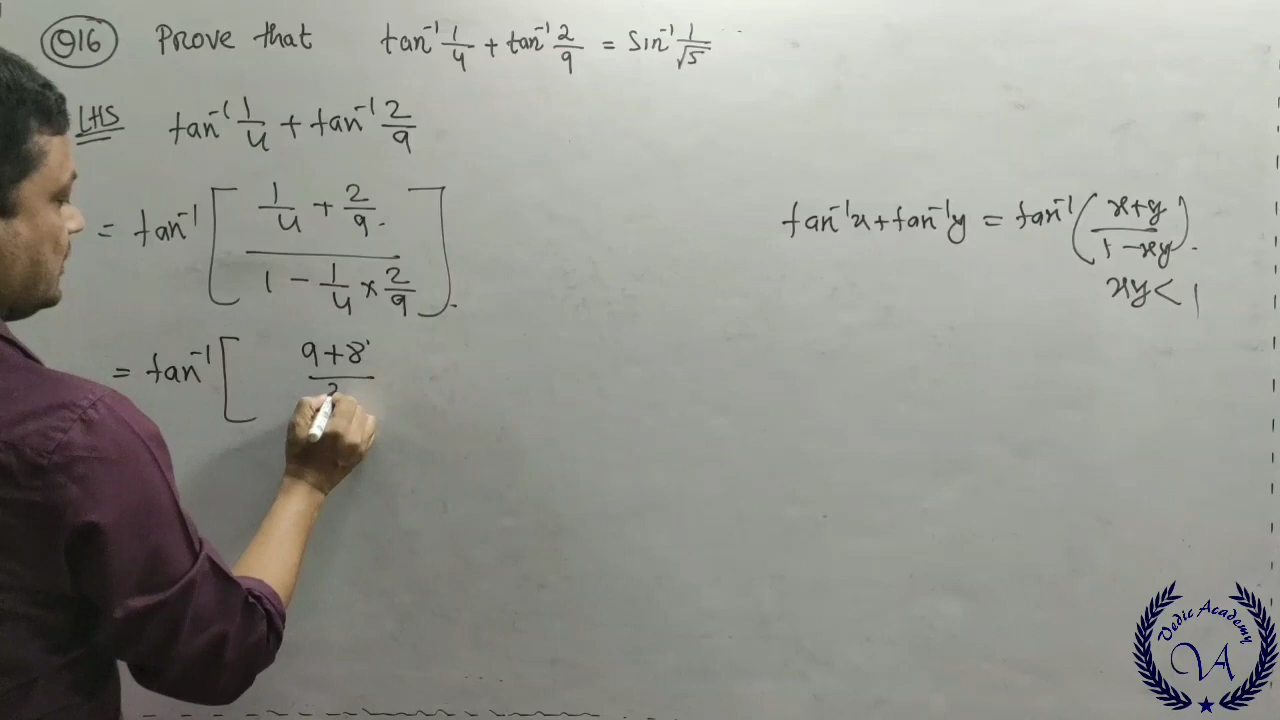 Q16 Prove that tan⁻¹ 1/4 + tan⁻¹ 2/9 = Sin⁻¹ 1/√5
LHS tan⁻¹ 1/4 + tan⁻¹ 2/9
= tan⁻¹ [ (1/4 + 2/9) / (1 − 1/4 × 2/9) ]
tan⁻¹x + tan⁻¹y = tan⁻¹ ( (x+y) / (1 − xy) )
xy < 1
= tan⁻¹ [ 9+8 / 3
Vedic Academy
VA